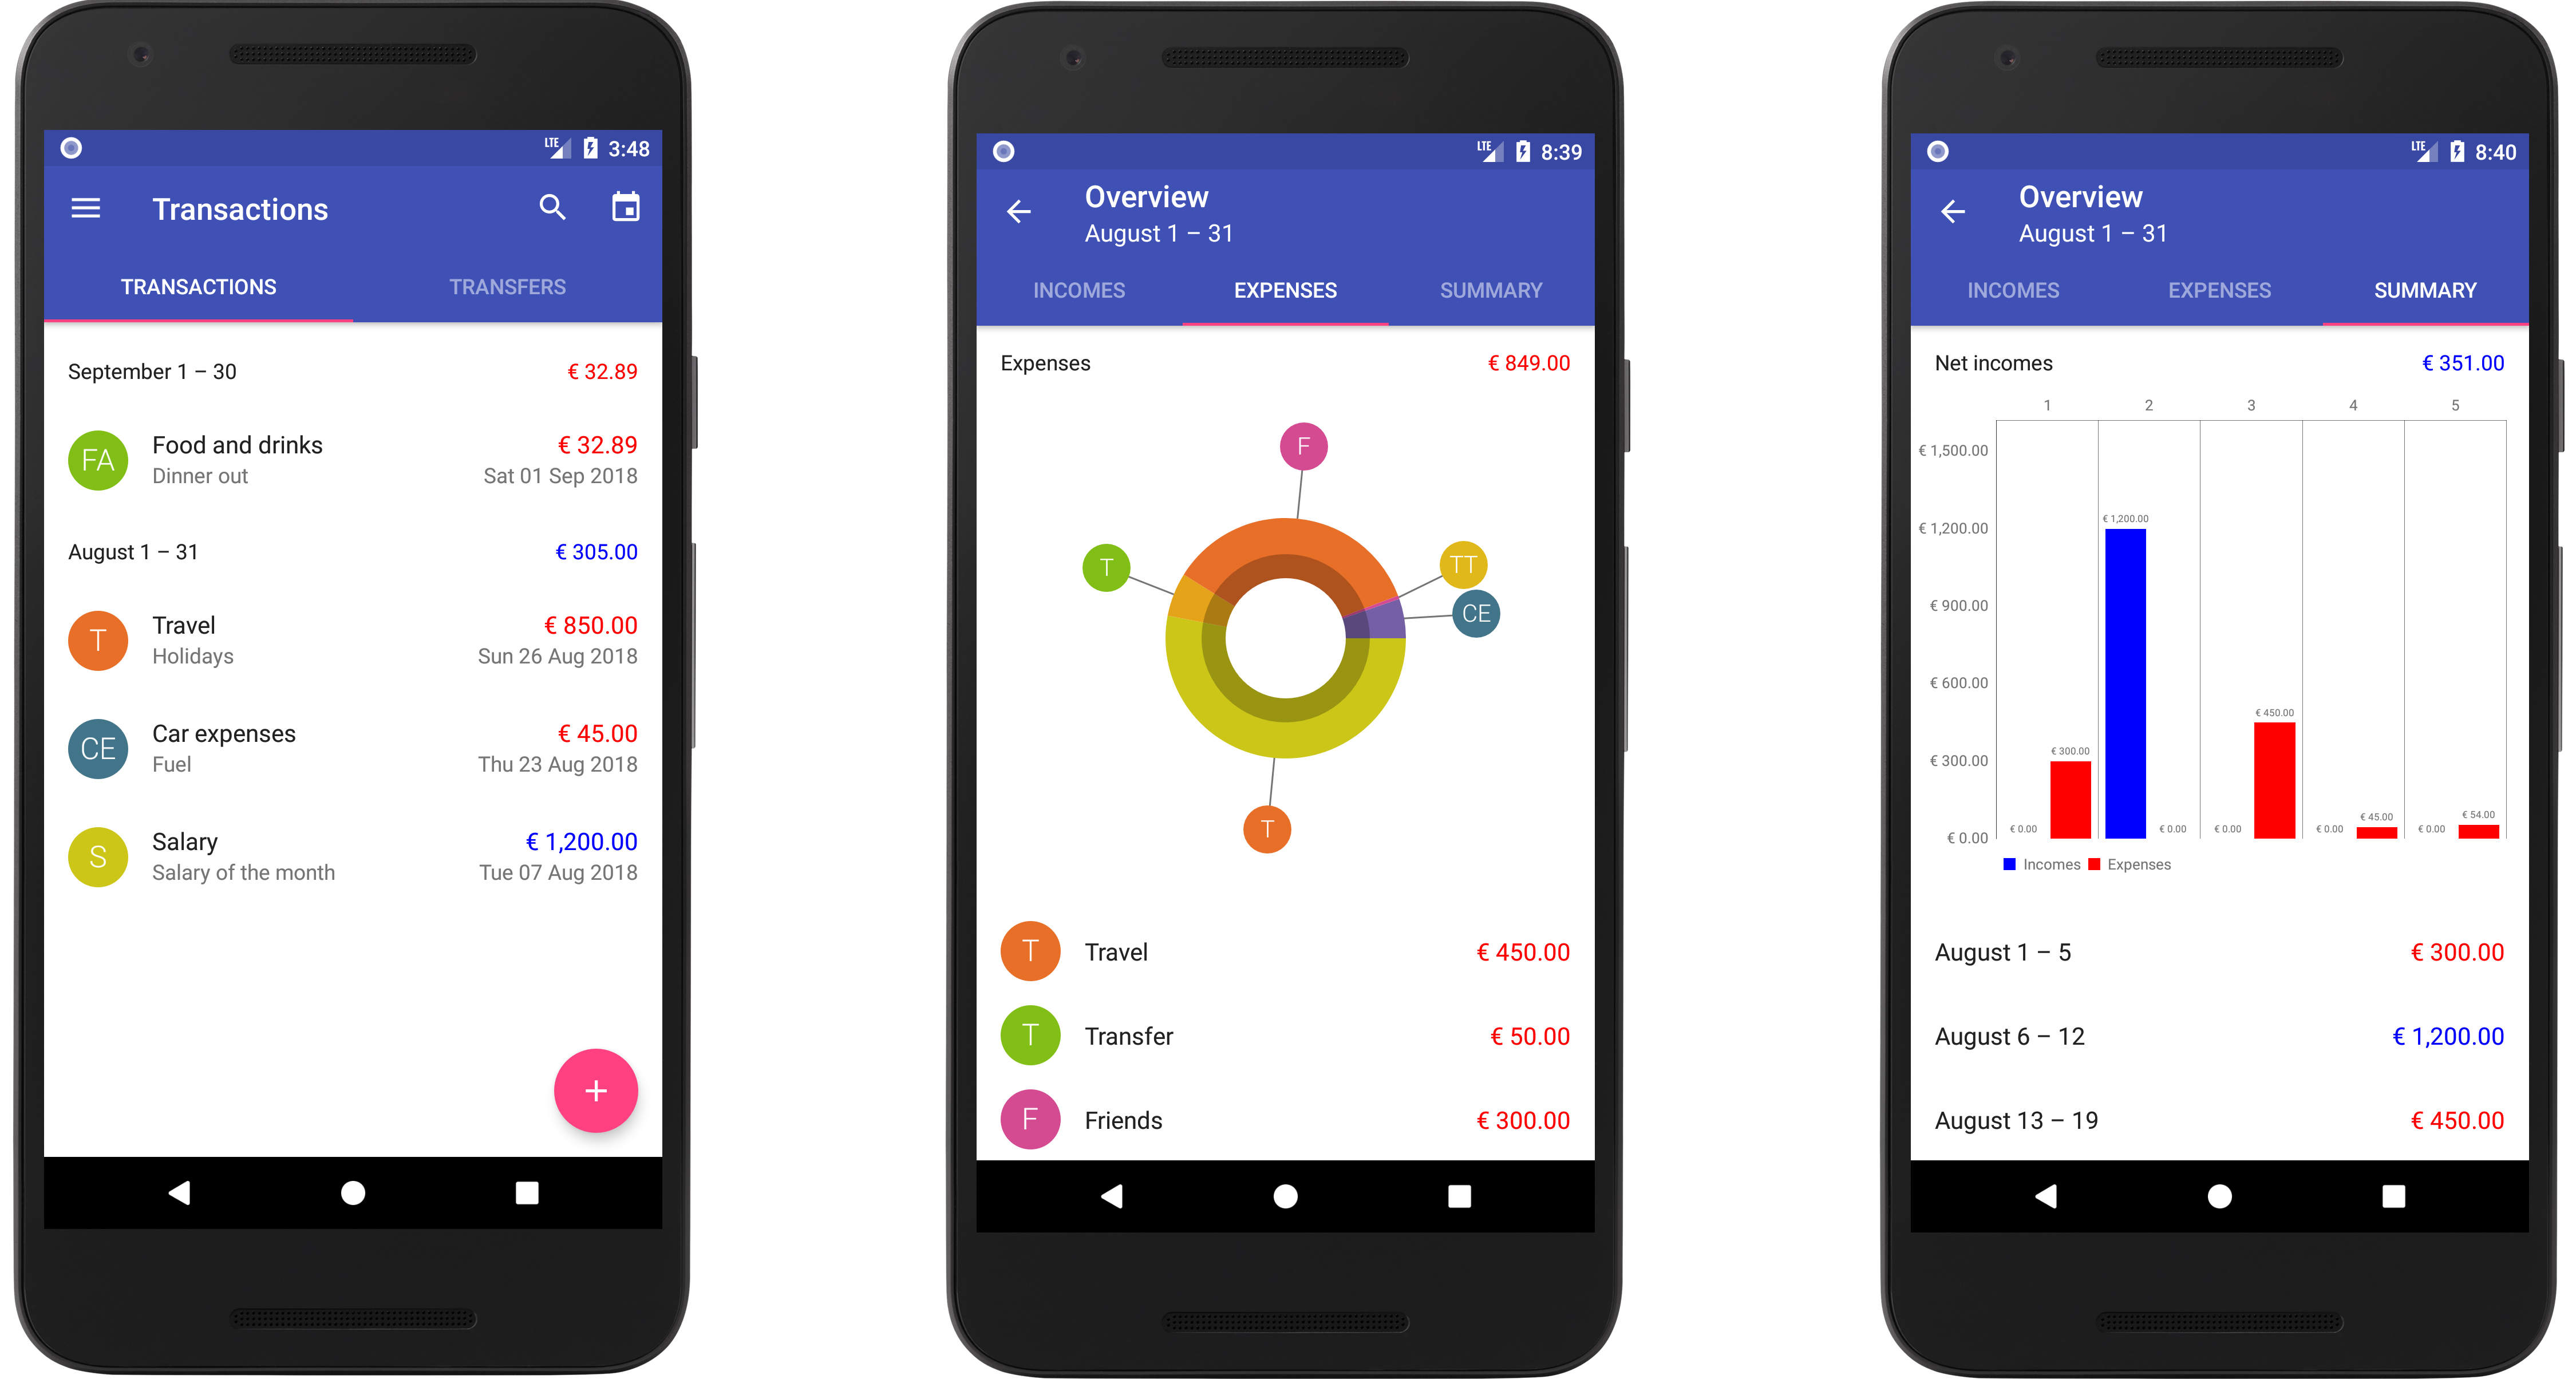 LTE 3:48
Transactions
TRANSACTIONS TRANSFERS
September 1 – 30 € 32.89
FA Food and drinks € 32.89
Dinner out Sat 01 Sep 2018
August 1 – 31 € 305.00
T Travel € 850.00
Holidays Sun 26 Aug 2018
CE Car expenses € 45.00
Fuel Thu 23 Aug 2018
S Salary € 1,200.00
Salary of the month Tue 07 Aug 2018
+
LTE 8:39
Overview
August 1 – 31
INCOMES EXPENSES SUMMARY
Expenses € 849.00
F
T
TT
CE
T
T Travel € 450.00
T Transfer € 50.00
F Friends € 300.00
LTE 8:40
Overview
August 1 – 31
INCOMES EXPENSES SUMMARY
Net incomes € 351.00
1 2 3 4 5
€ 1,500.00
€ 1,200.00
€ 900.00
€ 600.00
€ 300.00
€ 0.00
€ 0.00 € 300.00 € 1,200.00 € 0.00 € 0.00 € 450.00 € 0.00 € 45.00 € 0.00 € 54.00
Incomes Expenses
August 1 – 5 € 300.00
August 6 – 12 € 1,200.00
August 13 – 19 € 450.00